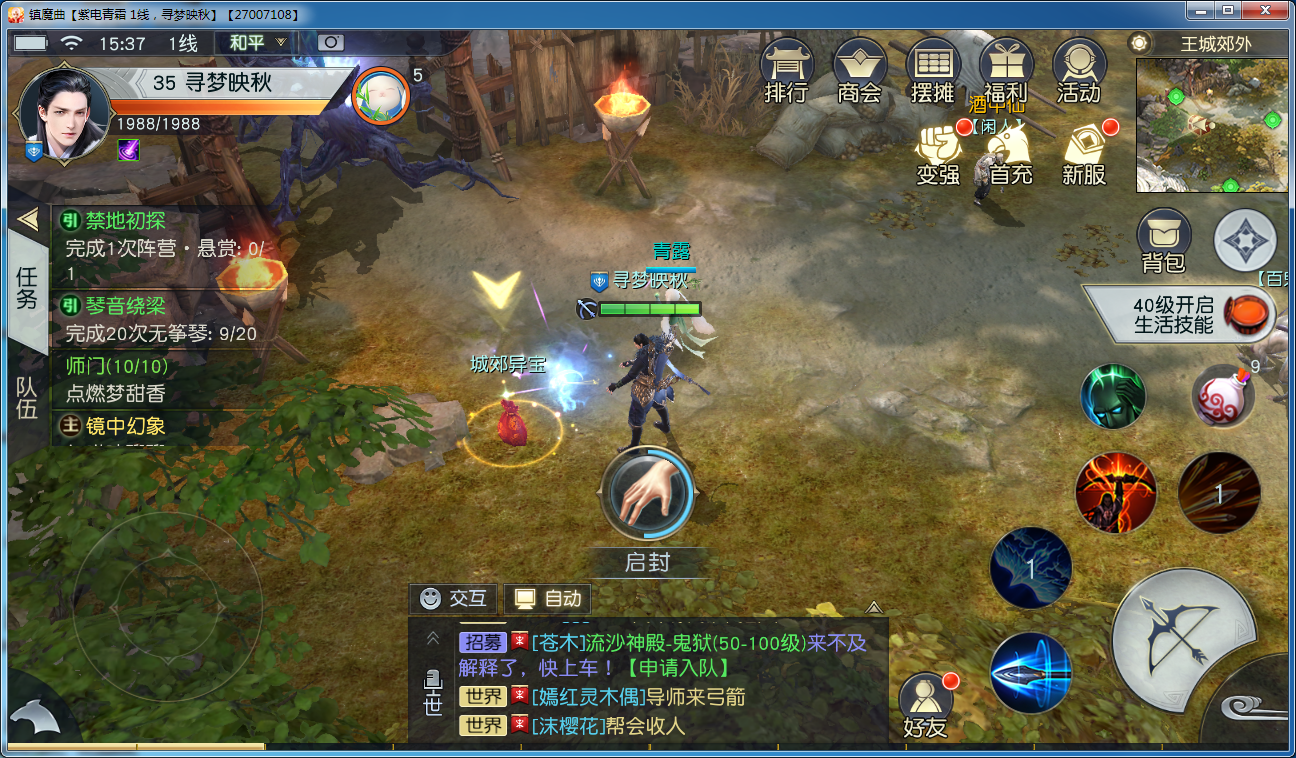 镇魔曲【紫电青霜 1线，寻梦映秋】【27007108】
15:37 1线 和平
王城郊外
35 寻梦映秋
5
1988/1988
排行 商会 摆摊 福利 活动
酒中仙
【闲人】
变强 首充 新服
背包
任务
引 禁地初探
完成1次阵营·悬赏: 0/
1
引 琴音绕梁
完成20次无筝琴: 9/20
师门(10/10)
点燃梦甜香
主 镜中幻象
队伍
青露
寻梦映秋
城郊异宝
40级开启
生活技能
9
1
1
启封
交互 自动
招募 [苍木]流沙神殿-鬼狱(50-100级)来不及
解释了，快上车！【申请入队】
世界 [嫣红灵木偶]导师来弓箭
世界 [沫樱花]帮会收人
世
好友